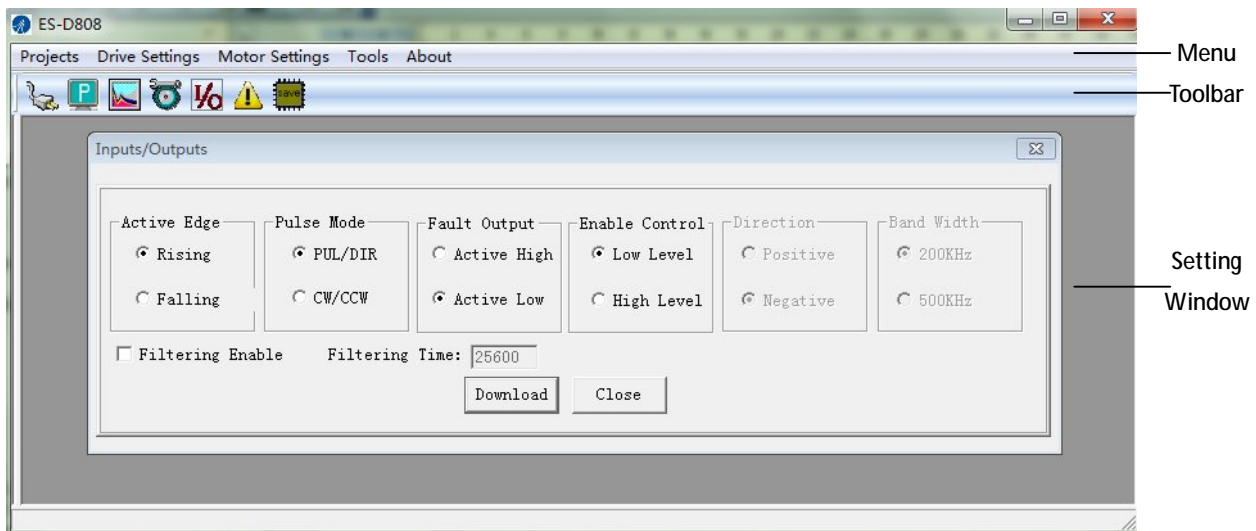 ES-D808
Projects Drive Settings Motor Settings Tools About
Menu
P I/O save
Toolbar
Inputs/Outputs
Active Edge Pulse Mode Fault Output Enable Control Direction Band Width
Rising PUL/DIR Active High Low Level Positive 200KHz
Falling CW/CCW Active Low High Level Negative 500KHz
Setting
Window
Filtering Enable Filtering Time: 25600
Download Close